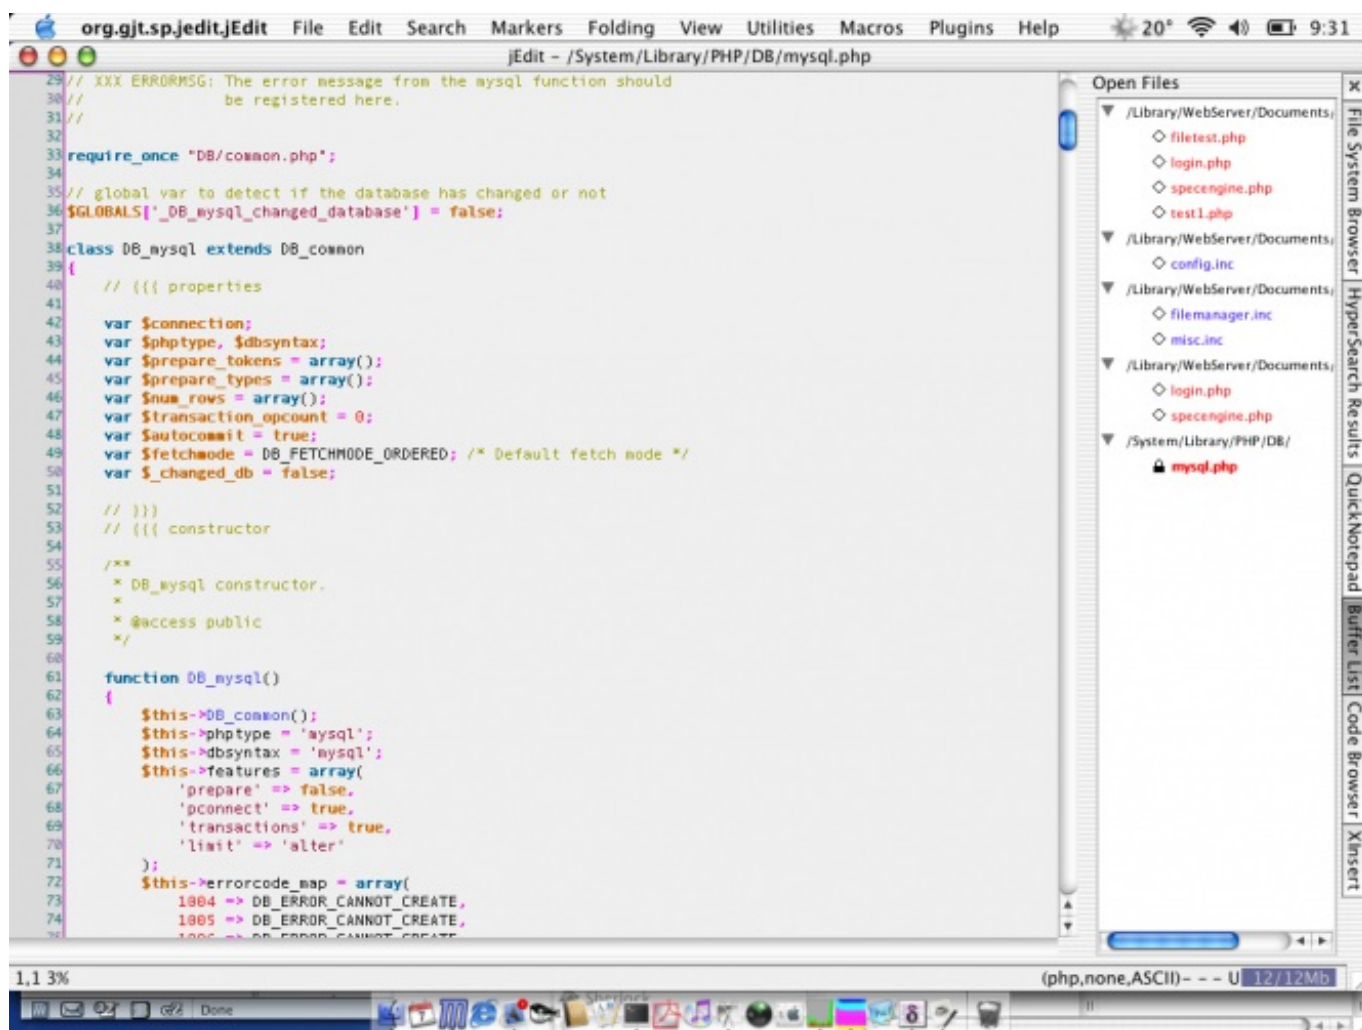 org.gjt.sp.jedit.jEdit File Edit Search Markers Folding View Utilities Macros Plugins Help 20° 9:31
jEdit - /System/Library/PHP/DB/mysql.php
29 // XXX ERRORMSG: The error message from the mysql function should
30 // be registered here.
31 //
32
33 require_once "DB/common.php";
34
35 // global var to detect if the database has changed or not
36 $GLOBALS['_DB_mysql_changed_database'] = false;
37
38 class DB_mysql extends DB_common
39 {
40 // {{{ properties
41
42 var $connection;
43 var $phptype, $dbsyntax;
44 var $prepare_tokens = array();
45 var $prepare_types = array();
46 var $num_rows = array();
47 var $transaction_opcount = 0;
48 var $autocommit = true;
49 var $fetchmode = DB_FETCHMODE_ORDERED; /* Default fetch mode */
50 var $_changed_db = false;
51
52 // }}}
53 // {{{ constructor
54
55 /**
56 * DB_mysql constructor.
57 *
58 * @access public
59 */
60
61 function DB_mysql()
62 {
63 $this->DB_common();
64 $this->phptype = 'mysql';
65 $this->dbsyntax = 'mysql';
66 $this->features = array(
67 'prepare' => false,
68 'pconnect' => true,
69 'transactions' => true,
70 'limit' => 'alter'
71 );
72 $this->errorcode_map = array(
73 1004 => DB_ERROR_CANNOT_CREATE,
74 1005 => DB_ERROR_CANNOT_CREATE,
75 1006 => DB_ERROR_CANNOT_CREATE
Open Files
/Library/WebServer/Documents/
filetest.php
login.php
specengine.php
test1.php
/Library/WebServer/Documents/
config.inc
/Library/WebServer/Documents/
filemanager.inc
misc.inc
/Library/WebServer/Documents/
login.php
specengine.php
/System/Library/PHP/DB/
mysql.php
File System Browser
HyperSearch Results
QuickNotepad
Buffer List
Code Browser
XInsert
1,1 3%
(php,none,ASCII)- - - U 12/12Mb
Done
Sherlock